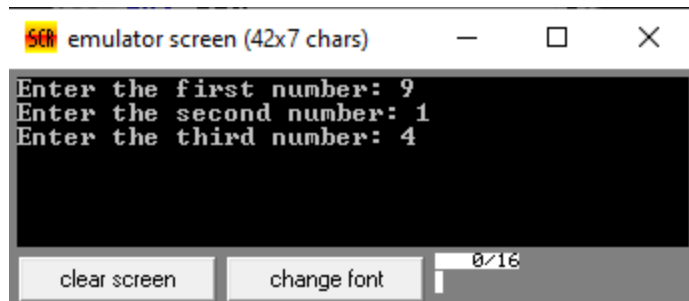 SCR emulator screen (42x7 chars)
Enter the first number: 9
Enter the second number: 1
Enter the third number: 4
clear screen change font 0/16